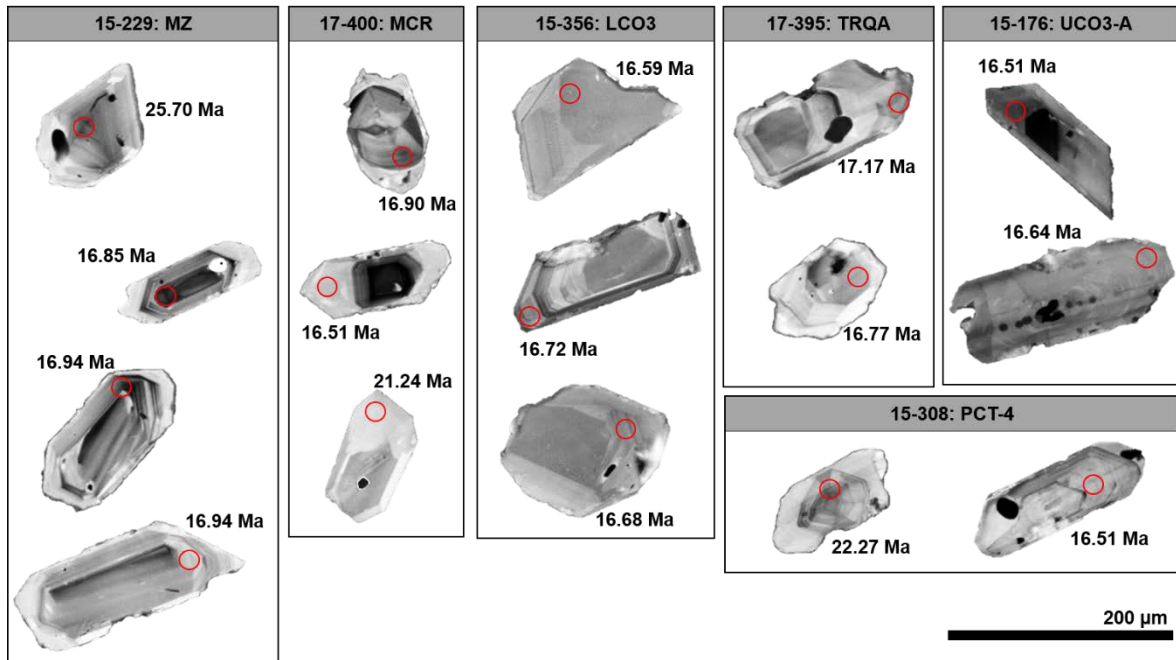 15-229: MZ
25.70 Ma
16.85 Ma
16.94 Ma
16.94 Ma
17-400: MCR
16.90 Ma
16.51 Ma
21.24 Ma
15-356: LCO3
16.59 Ma
16.72 Ma
16.68 Ma
17-395: TRQA
17.17 Ma
16.77 Ma
15-176: UCO3-A
16.51 Ma
16.64 Ma
15-308: PCT-4
22.27 Ma
16.51 Ma
200 µm